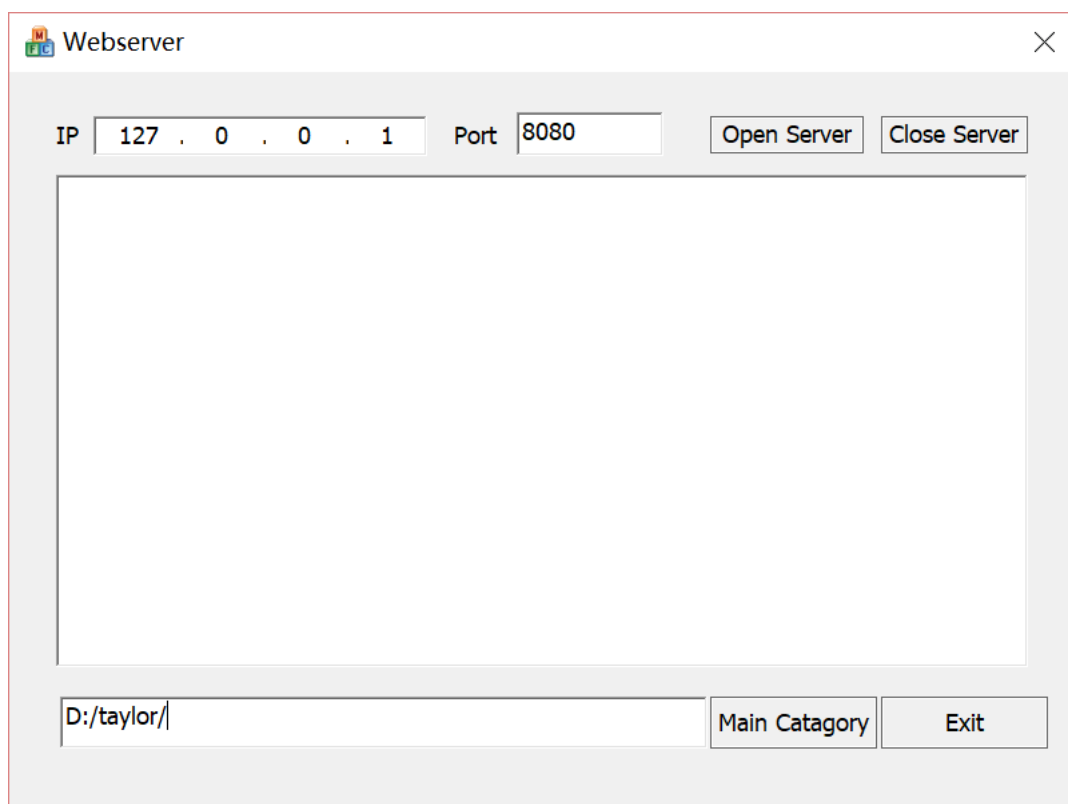 Webserver
IP 127 . 0 . 0 . 1 Port 8080 Open Server Close Server
D:/taylor/ Main Catagory Exit